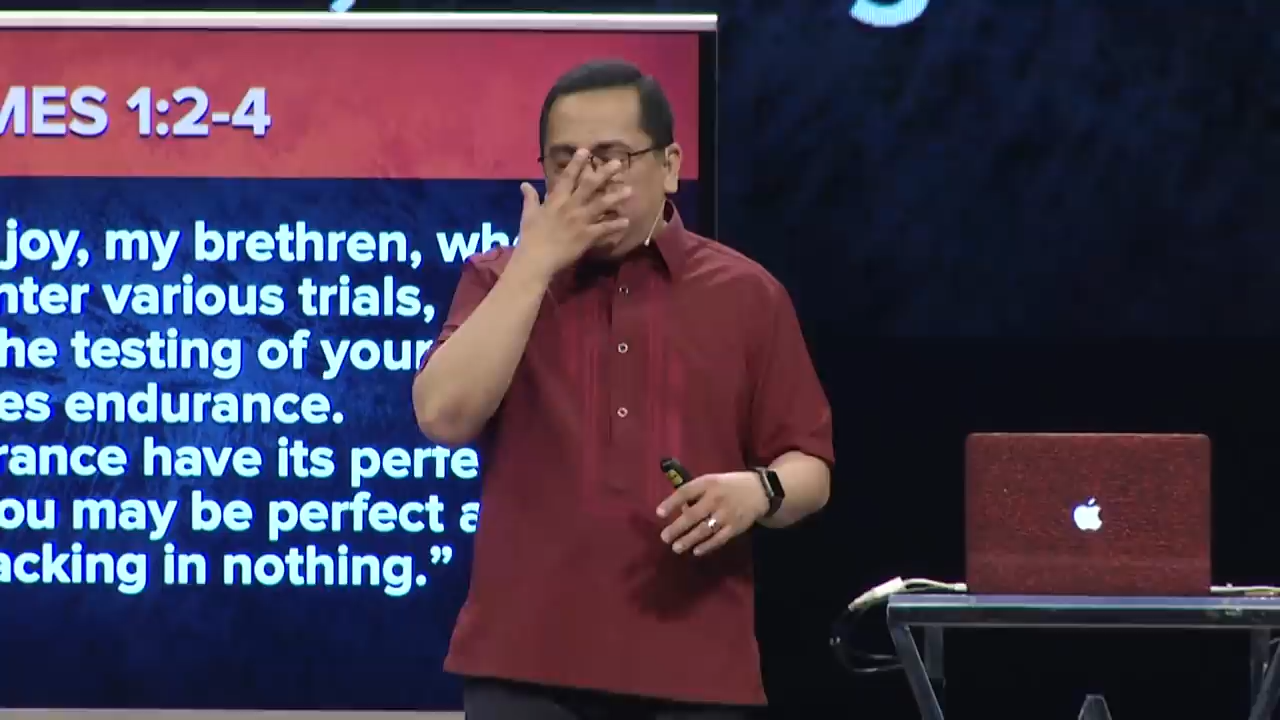 MES 1:2-4
joy, my brethren, whe
nter various trials,
he testing of your
es endurance.
rance have its perfe
ou may be perfect a
acking in nothing.”